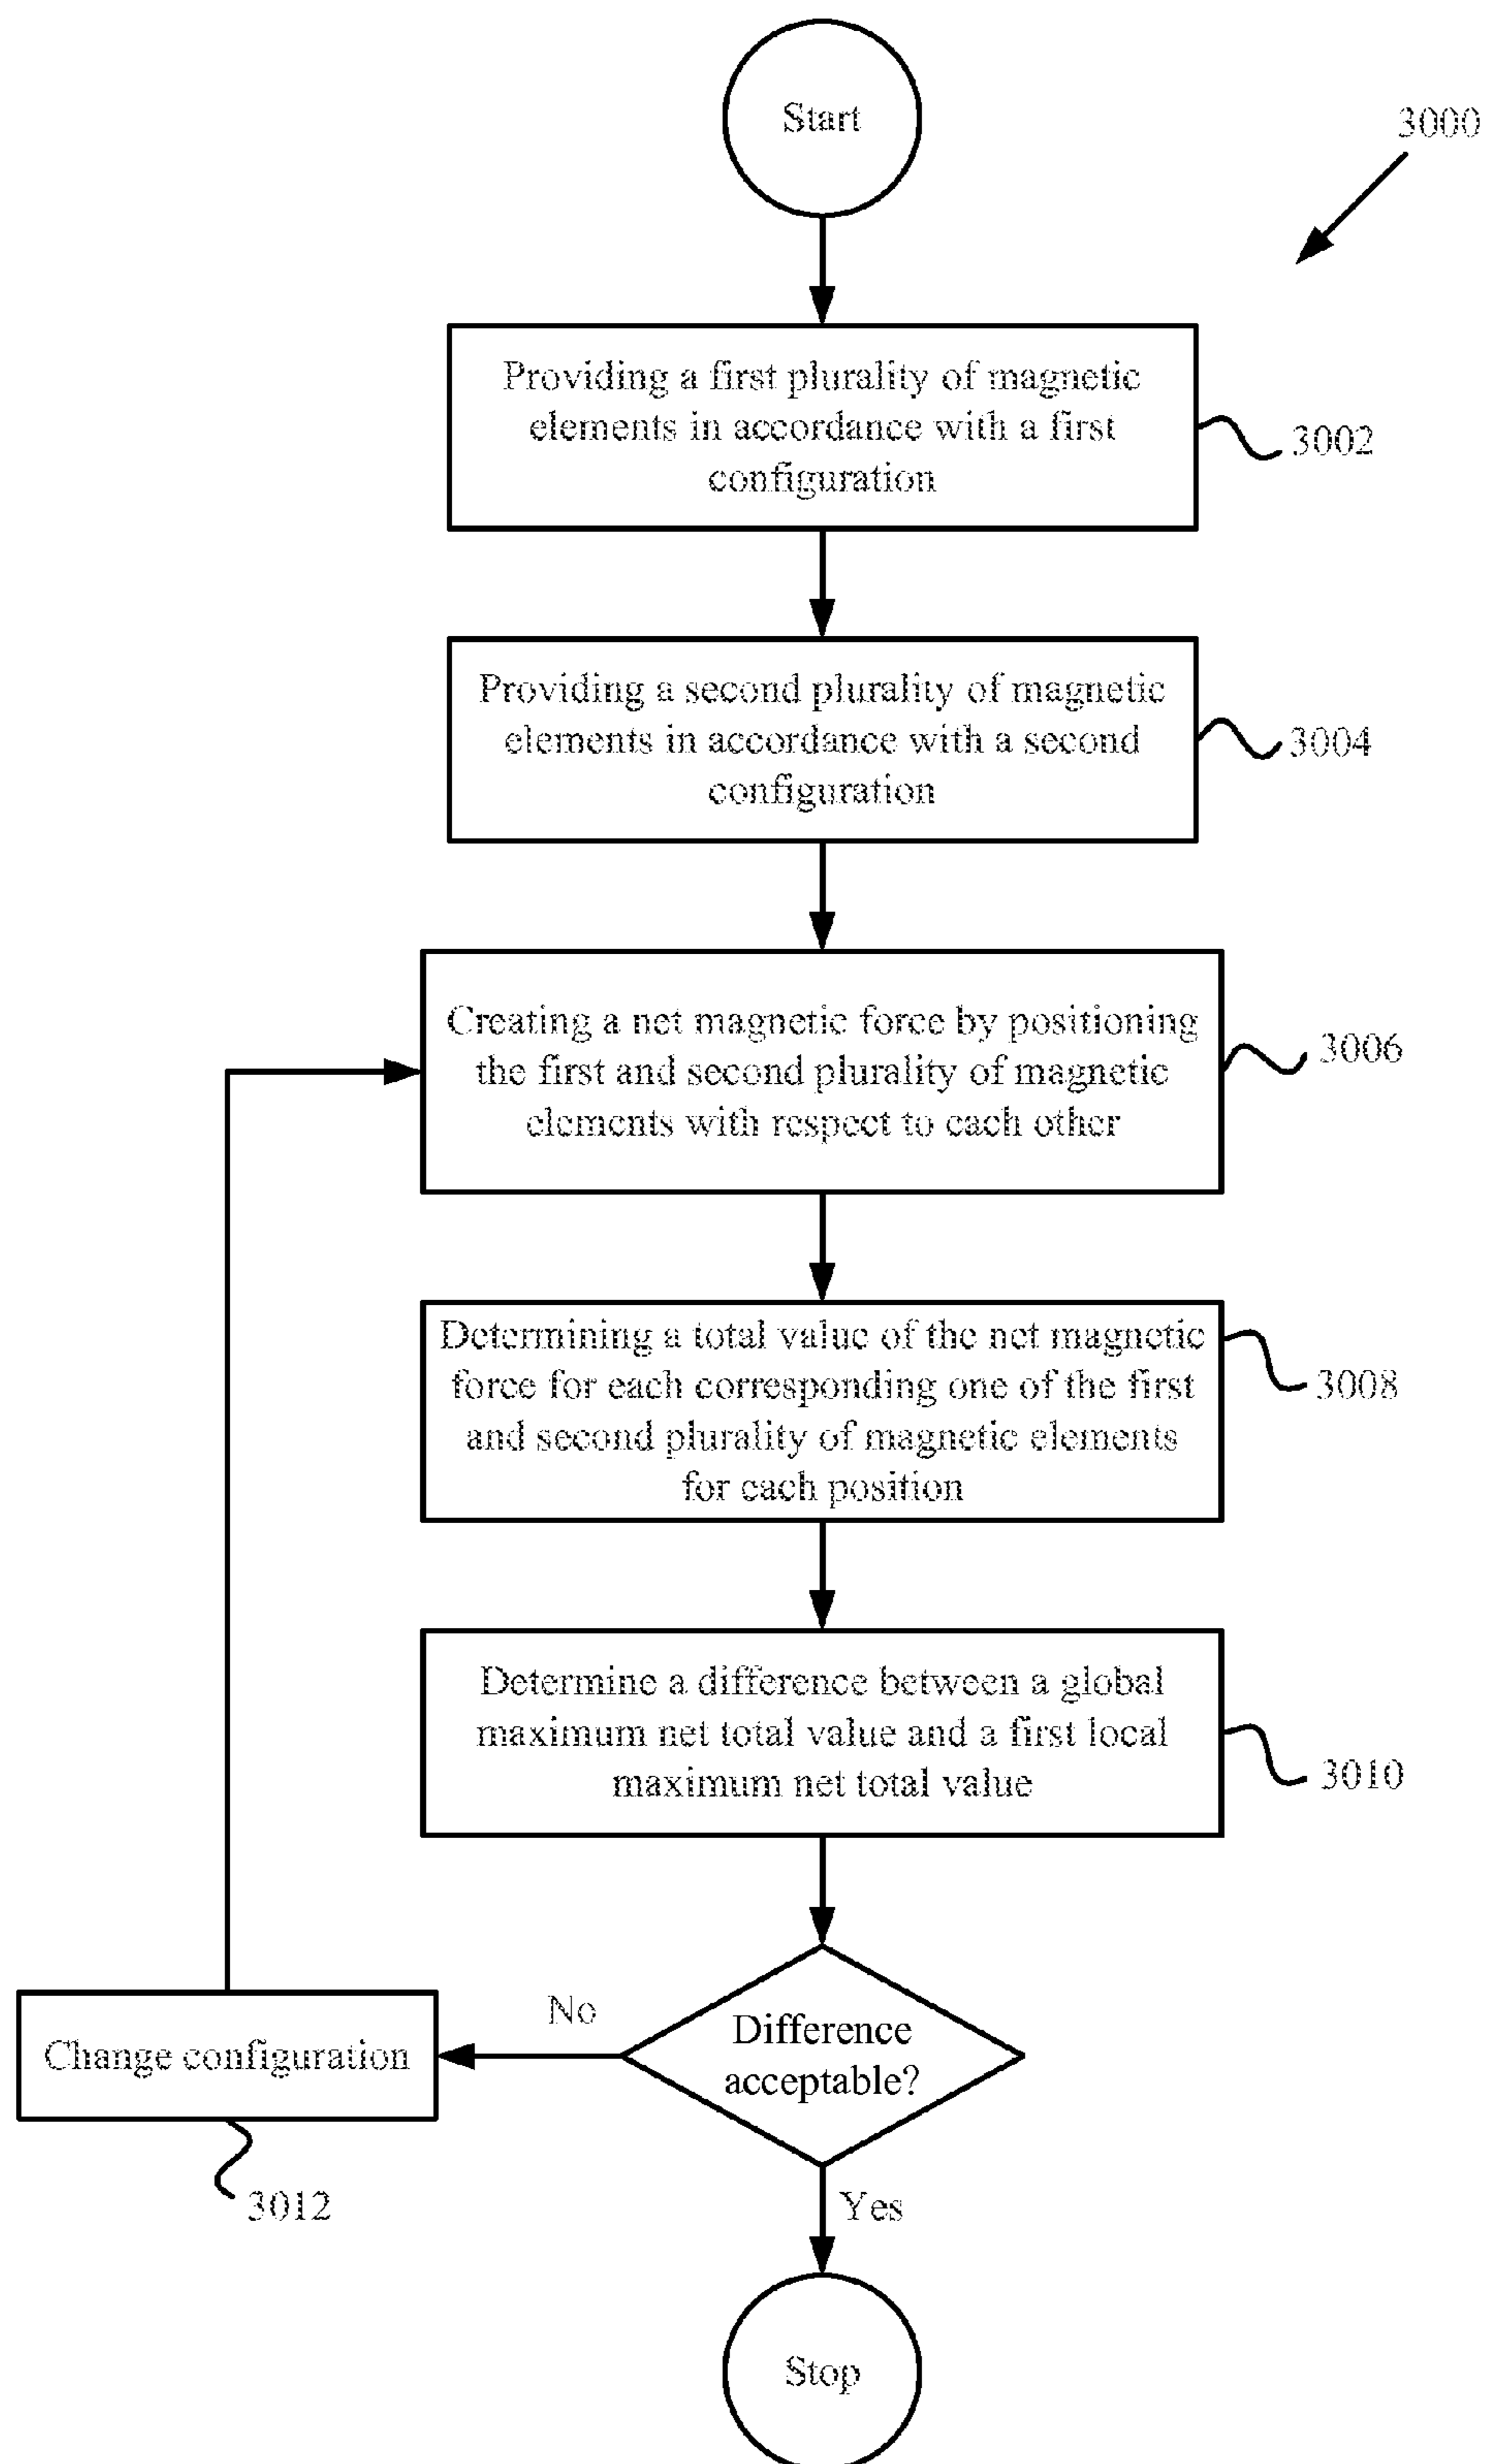 Start
3000
Providing a first plurality of magnetic
elements in accordance with a first
configuration
3002
Providing a second plurality of magnetic
elements in accordance with a second
configuration
3004
Creating a net magnetic force by positioning
the first and second plurality of magnetic
elements with respect to each other
3006
Determining a total value of the net magnetic
force for each corresponding one of the first
and second plurality of magnetic elements
for each position
3008
Determine a difference between a global
maximum net total value and a first local
maximum net total value
3010
Difference
acceptable?
No
Change configuration
3012
Yes
Stop